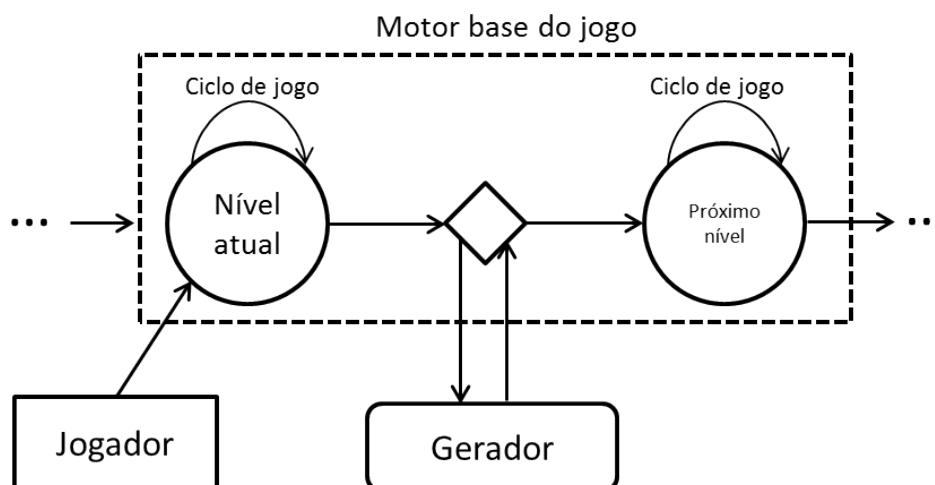 Motor base do jogo
Ciclo de jogo
Ciclo de jogo
Nível
atual
Próximo
nível
...
..
Jogador
Gerador